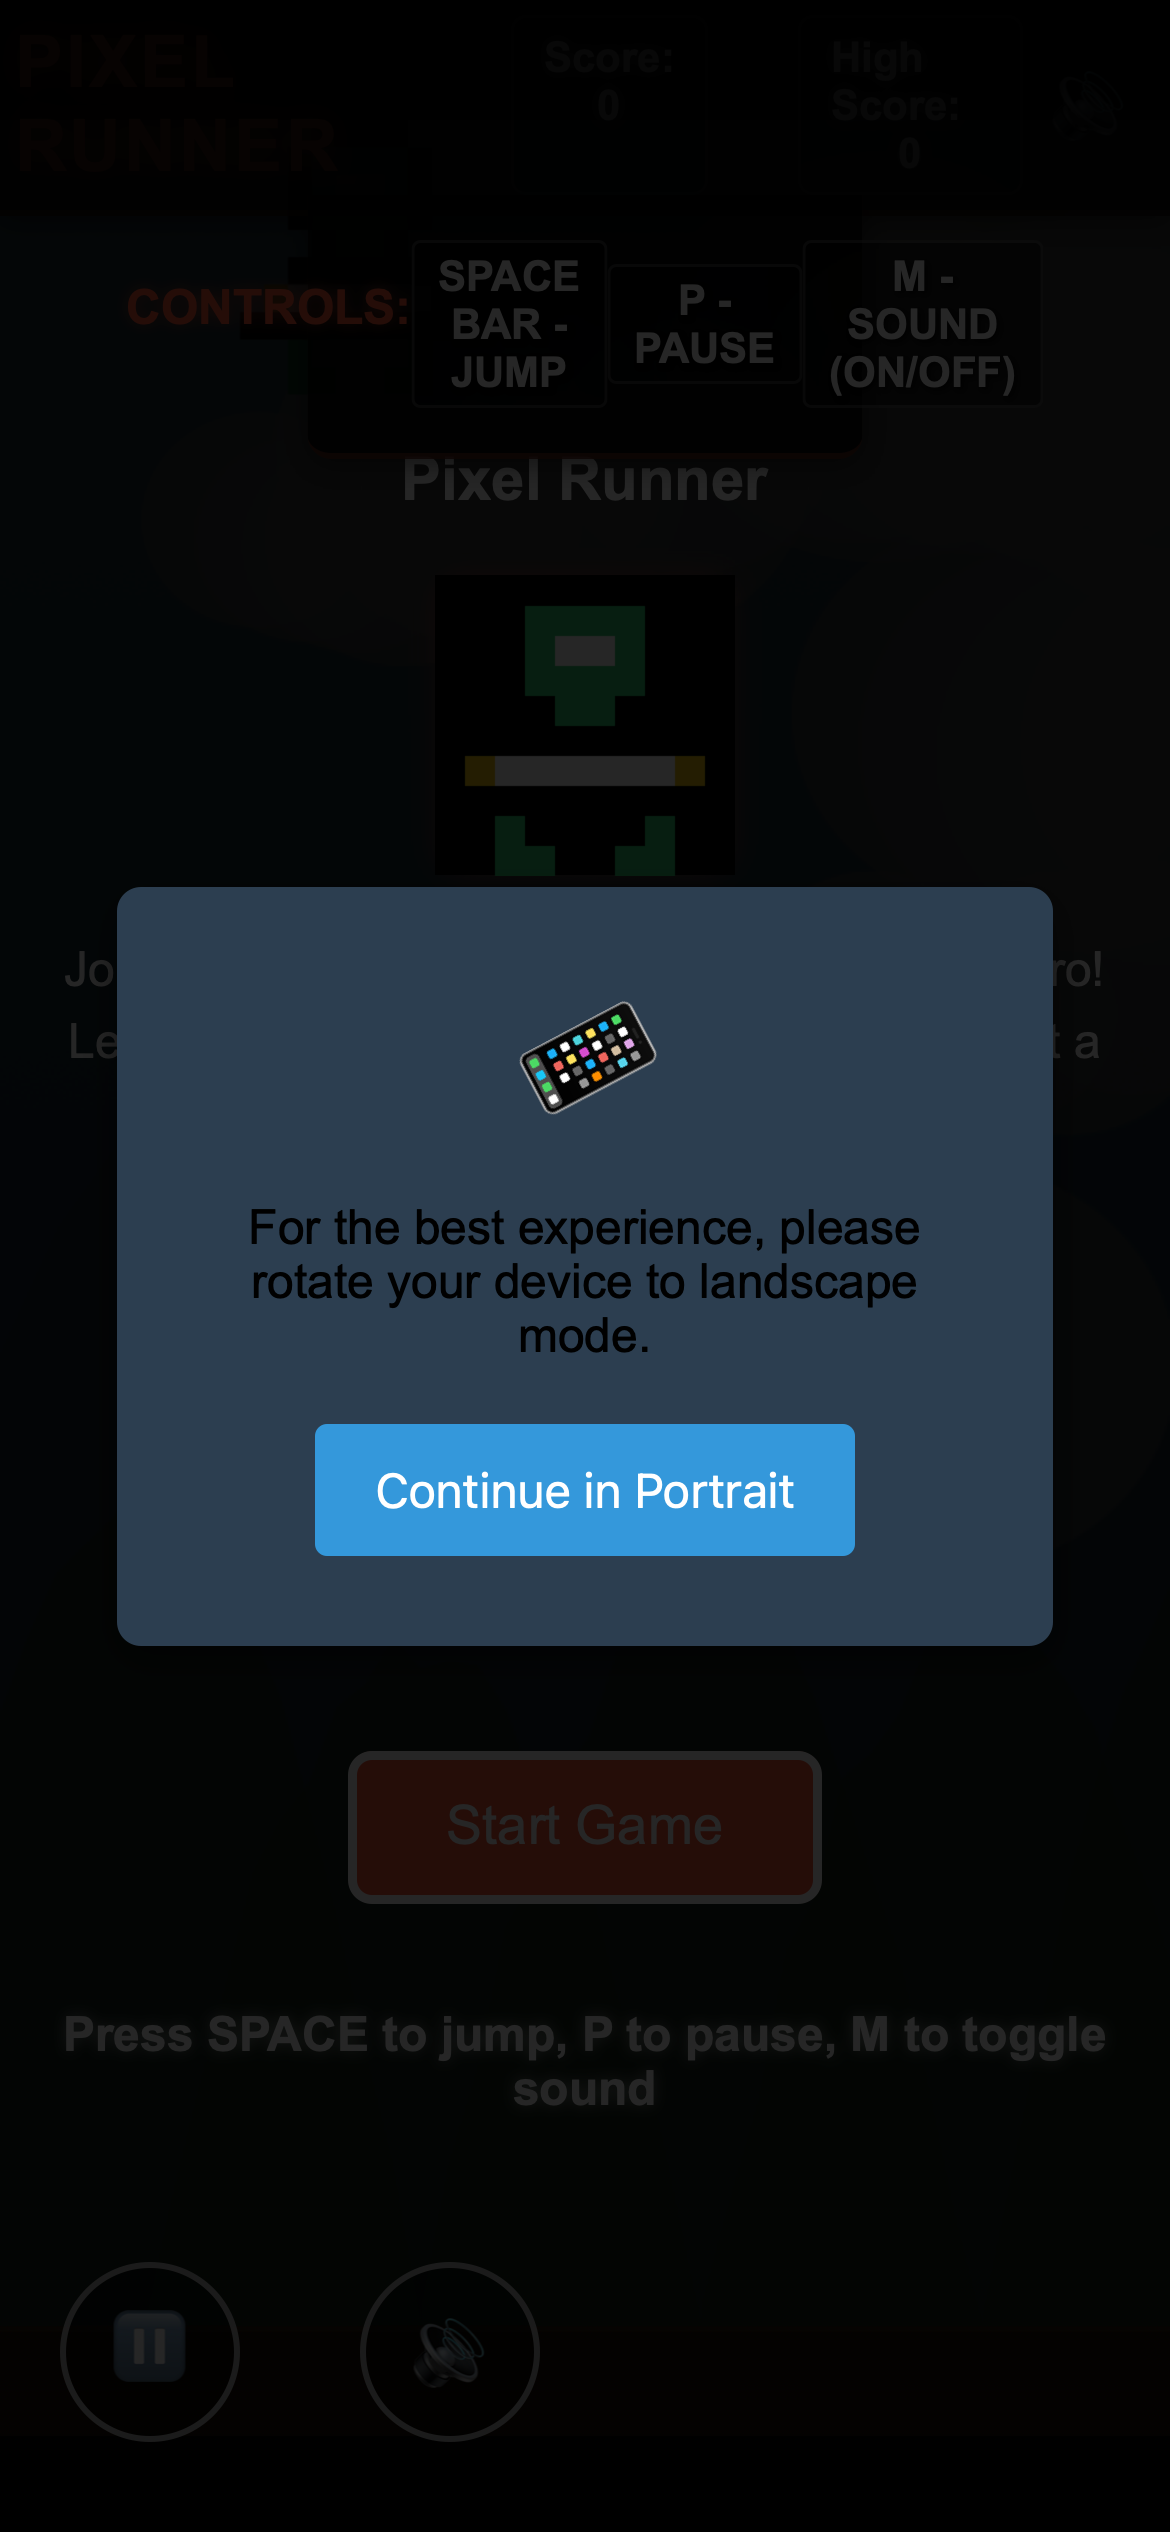 PIXEL
RUNNER
Score:
0
High
Score:
0
CONTROLS:
SPACE
BAR -
JUMP
P -
PAUSE
M -
SOUND
(ON/OFF)
Pixel Runner
Jo
ro!
Le
t a
For the best experience, please
rotate your device to landscape
mode.
Continue in Portrait
Start Game
Press SPACE to jump, P to pause, M to toggle
sound